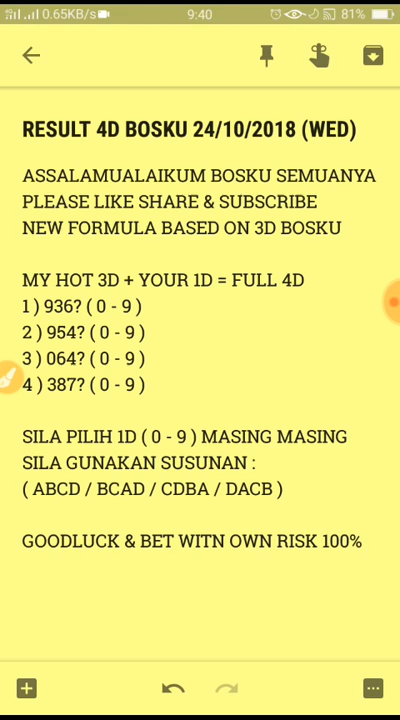 0.65KB/s
9:40
81%
RESULT 4D BOSKU 24/10/2018 (WED)
ASSALAMUALAIKUM BOSKU SEMUANYA
PLEASE LIKE SHARE & SUBSCRIBE
NEW FORMULA BASED ON 3D BOSKU
MY HOT 3D + YOUR 1D = FULL 4D
1 ) 936? ( 0 - 9 )
2 ) 954? ( 0 - 9 )
3 ) 064? ( 0 - 9 )
4 ) 387? ( 0 - 9 )
SILA PILIH 1D ( 0 - 9 ) MASING MASING
SILA GUNAKAN SUSUNAN :
( ABCD / BCAD / CDBA / DACB )
GOODLUCK & BET WITN OWN RISK 100%